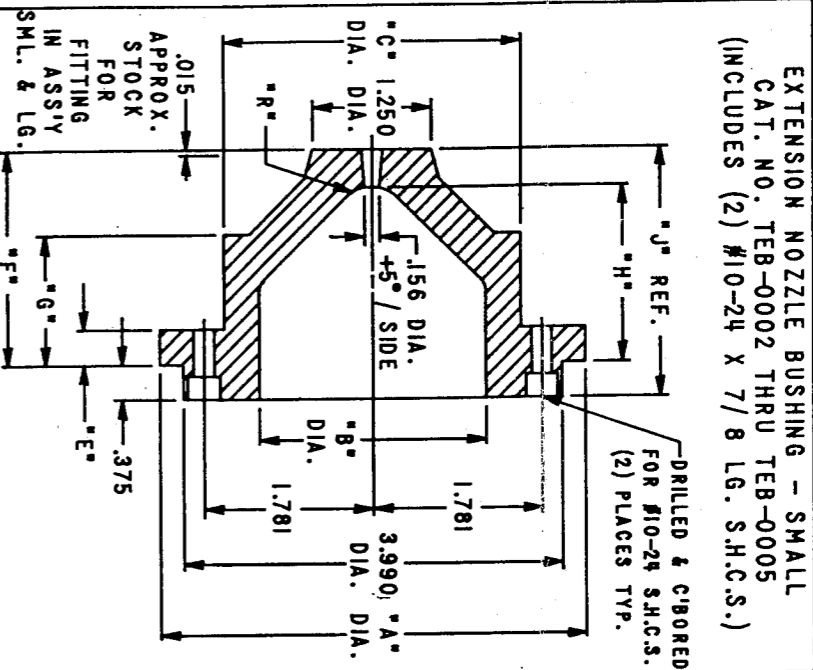 EXTENSION NOZZLE BUSHING - SMALL
CAT. NO. TEB-0002 THRU TEB-0005
(INCLUDES (2) #10-24 X 7/8 LG. S.H.C.S.)
DRILLED & C'BORED
FOR #10-24 S.H.C.S.
(2) PLACES TYP.
"J" REF.
"H"
.156 DIA.
+5° / SIDE
"B"
DIA.
1.781
1.781
3.990
DIA.
"A"
DIA.
"C"
DIA.
1.250
DIA.
"R"
.015
APPROX.
STOCK
FOR
FITTING
IN ASS'Y
SML. & LG.
"F"
"G"
"E"
.375